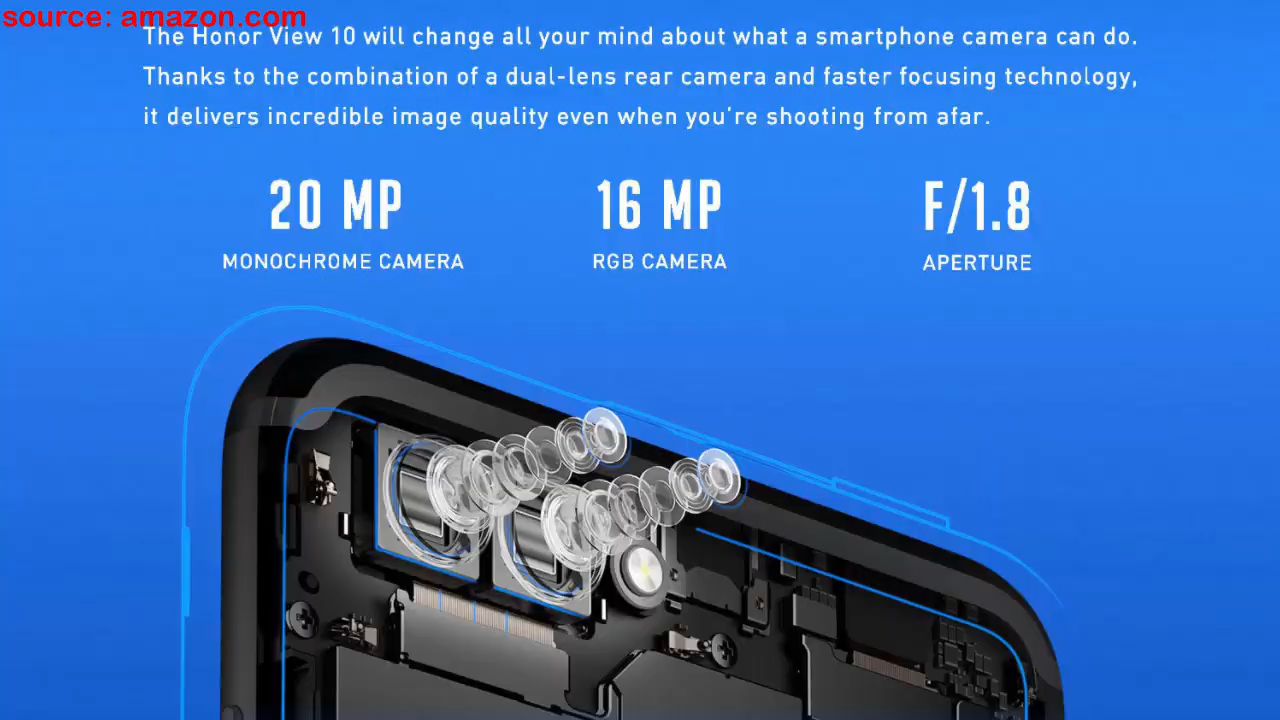 source: amazon.com
The Honor View 10 will change all your mind about what a smartphone camera can do.
Thanks to the combination of a dual-lens rear camera and faster focusing technology,
it delivers incredible image quality even when you're shooting from afar.
20 MP
MONOCHROME CAMERA
16 MP
RGB CAMERA
F/1.8
APERTURE